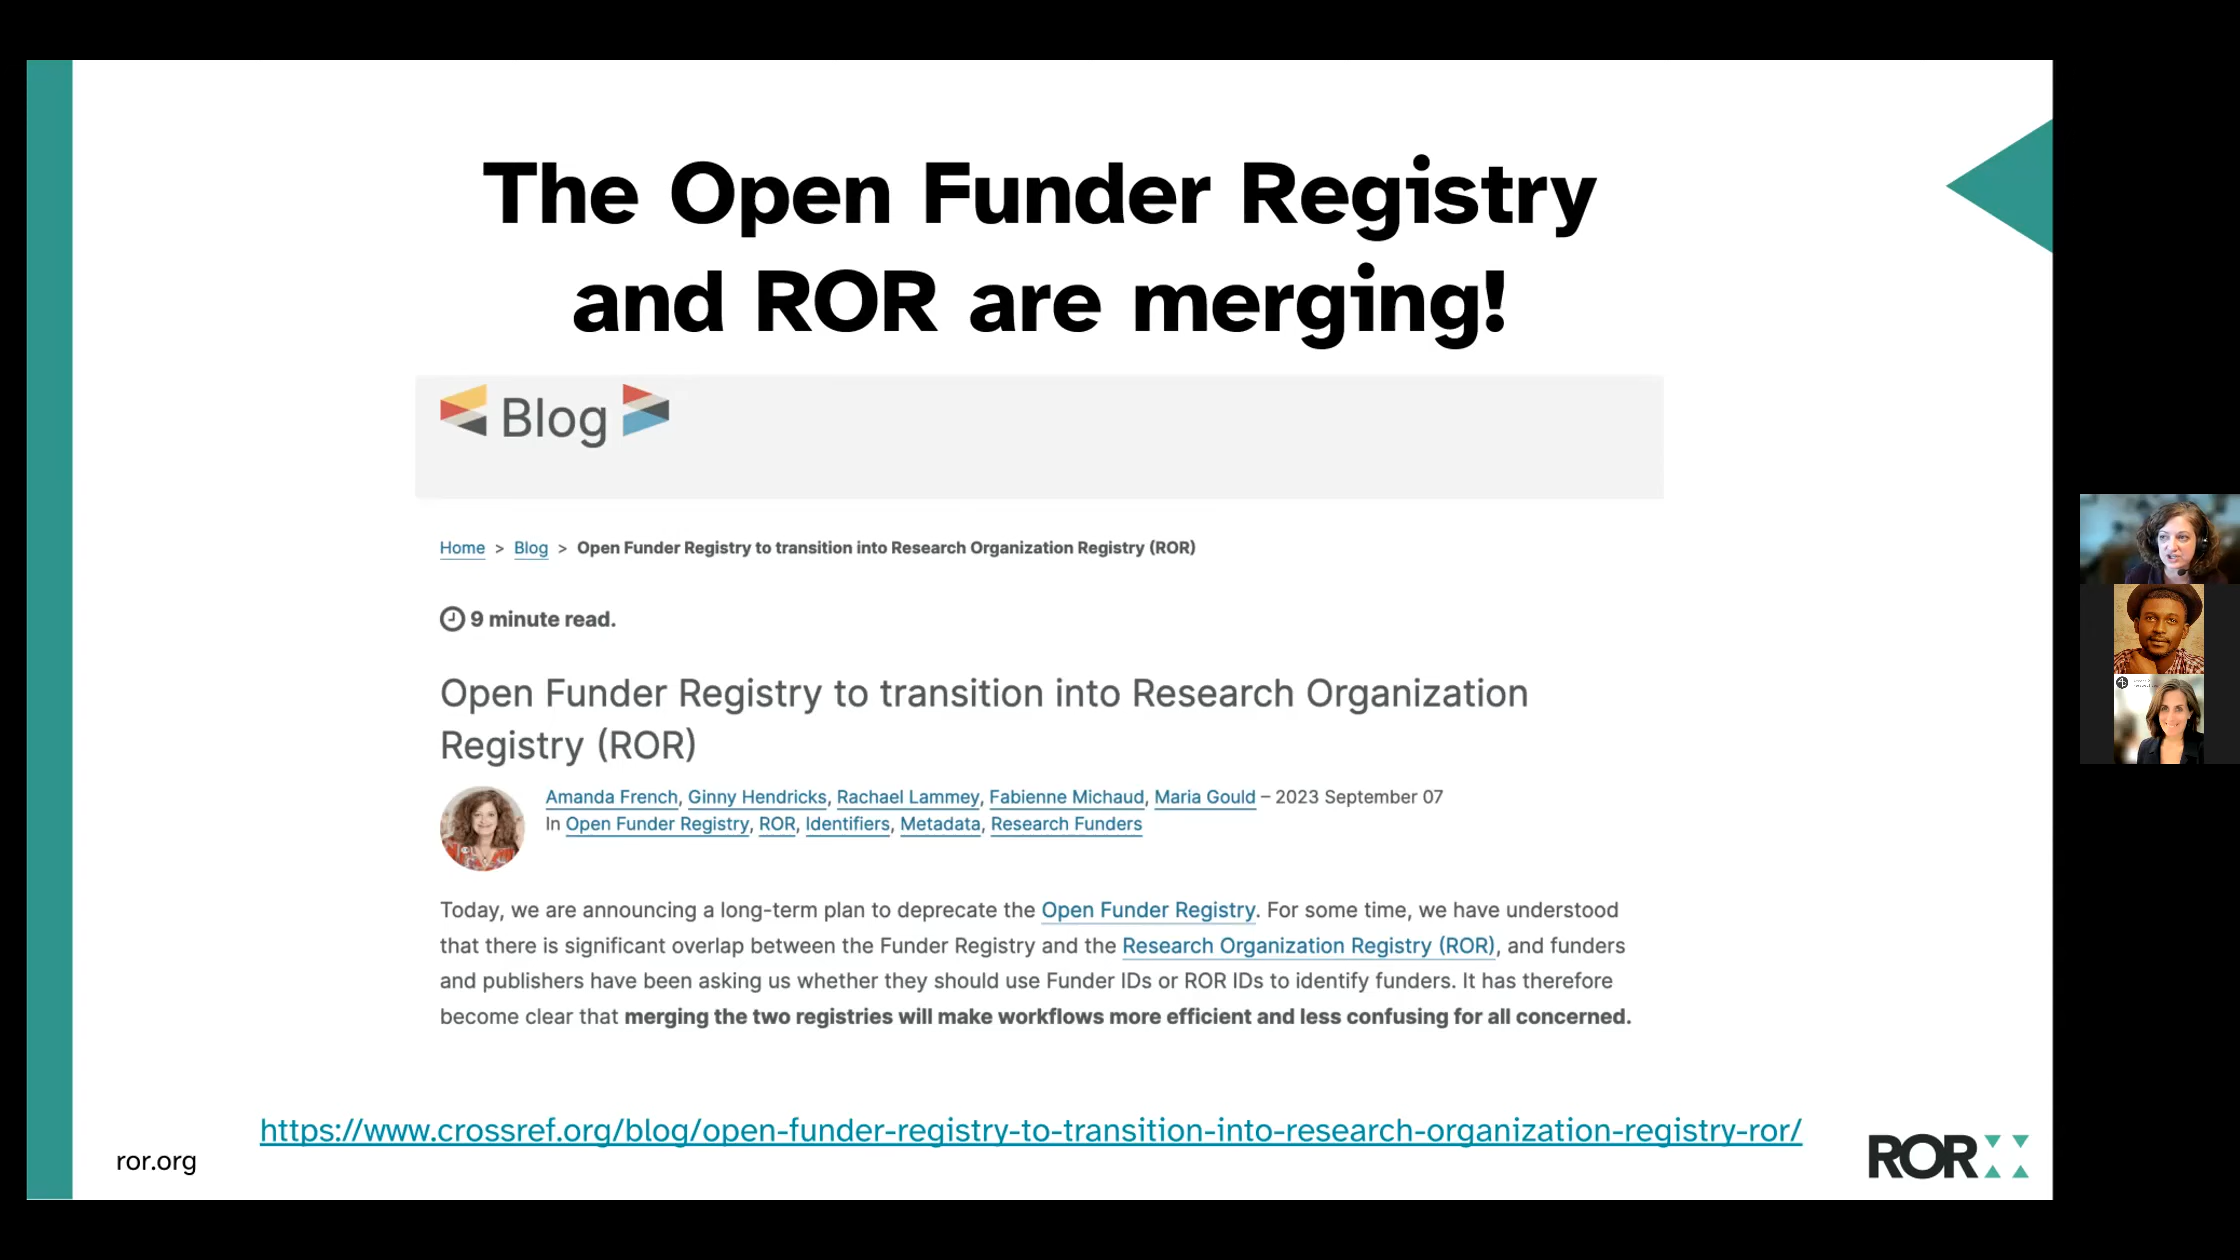 The Open Funder Registry
and ROR are merging!
Blog
Home > Blog > Open Funder Registry to transition into Research Organization Registry (ROR)
9 minute read.
Open Funder Registry to transition into Research Organization
Registry (ROR)
Amanda French, Ginny Hendricks, Rachael Lammey, Fabienne Michaud, Maria Gould – 2023 September 07
In Open Funder Registry, ROR, Identifiers, Metadata, Research Funders
Today, we are announcing a long-term plan to deprecate the Open Funder Registry. For some time, we have understood
that there is significant overlap between the Funder Registry and the Research Organization Registry (ROR), and funders
and publishers have been asking us whether they should use Funder IDs or ROR IDs to identify funders. It has therefore
become clear that merging the two registries will make workflows more efficient and less confusing for all concerned.
https://www.crossref.org/blog/open-funder-registry-to-transition-into-research-organization-registry-ror/
ror.org
ROR